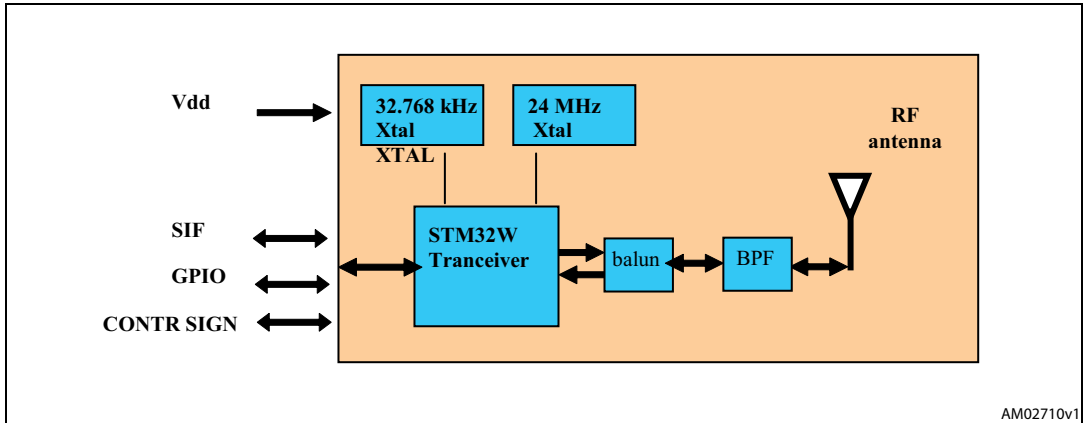 Vdd
32.768 kHz
Xtal
XTAL
24 MHz
Xtal
RF
antenna
SIF
GPIO
CONTR SIGN
STM32W
Tranceiver
balun
BPF
AM02710v1